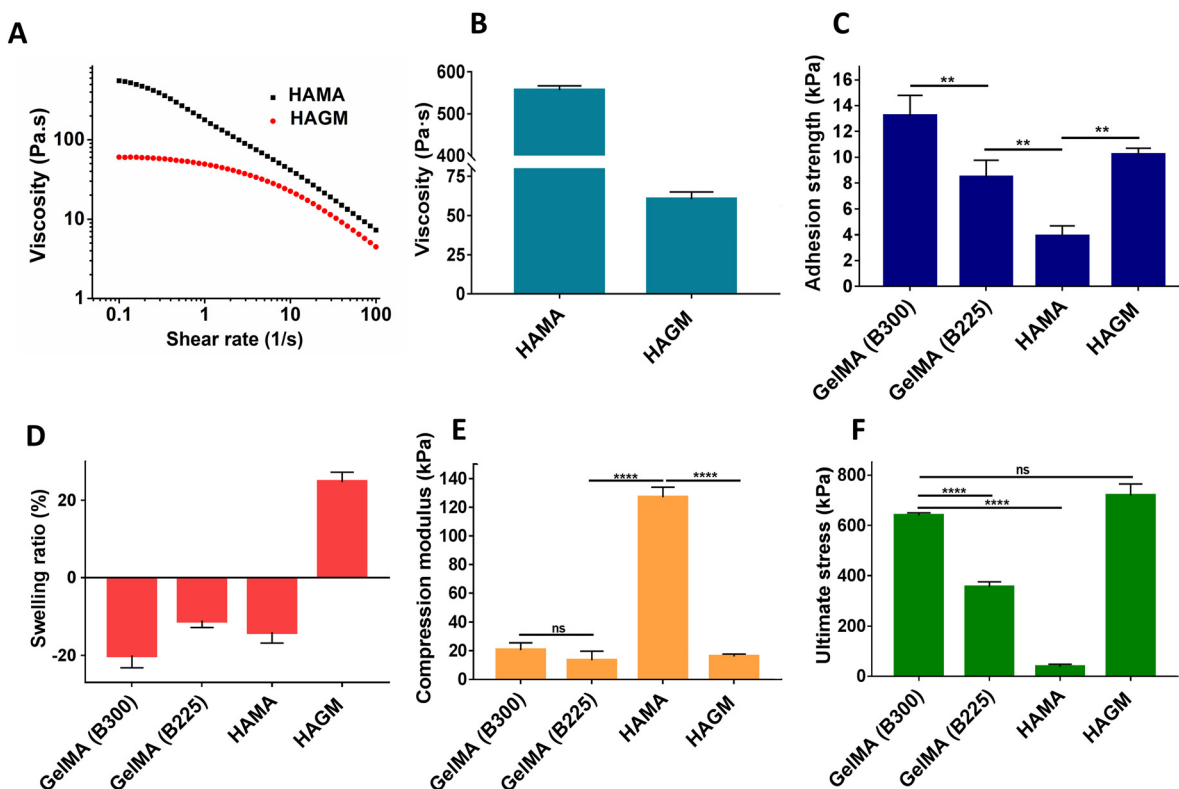 A
Viscosity (Pa.s)
100
10
1
HAMA
HAGM
0.1 1 10 100
Shear rate (1/s)
B
Viscosity (Pa·s)
600
550
500
400
75
50
25
0
HAMA
HAGM
C
Adhesion strength (kPa)
16
14
12
10
8
6
4
2
0
**
**
**
GelMA (B300)
GelMA (B225)
HAMA
HAGM
D
Swelling ratio (%)
20
0
-20
GelMA (B300)
GelMA (B225)
HAMA
HAGM
E
Compression modulus (kPa)
140
120
100
80
60
40
20
0
ns
****
****
GelMA (B300)
GelMA (B225)
HAMA
HAGM
F
Ultimate stress (kPa)
800
600
400
200
0
ns
****
****
GelMA (B300)
GelMA (B225)
HAMA
HAGM